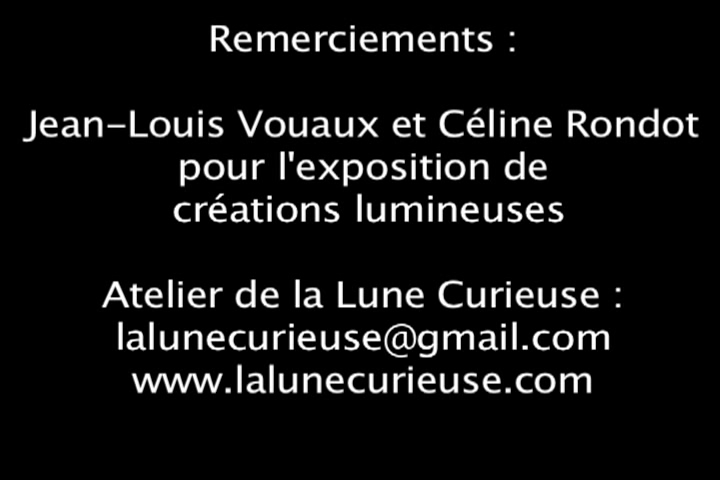 Remerciements :
Jean-Louis Vouaux et Céline Rondot
pour l'exposition de
créations lumineuses
Atelier de la Lune Curieuse :
lalunecurieuse@gmail.com
www.lalunecurieuse.com